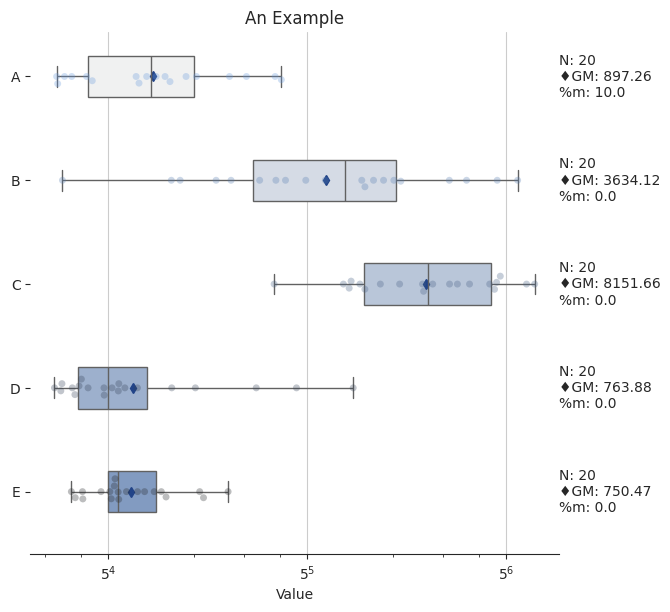 An Example
A
N: 20
♦GM: 897.26
%m: 10.0
B
N: 20
♦GM: 3634.12
%m: 0.0
C
N: 20
♦GM: 8151.66
%m: 0.0
D
N: 20
♦GM: 763.88
%m: 0.0
E
N: 20
♦GM: 750.47
%m: 0.0
5⁴ 5⁵ 5⁶
Value